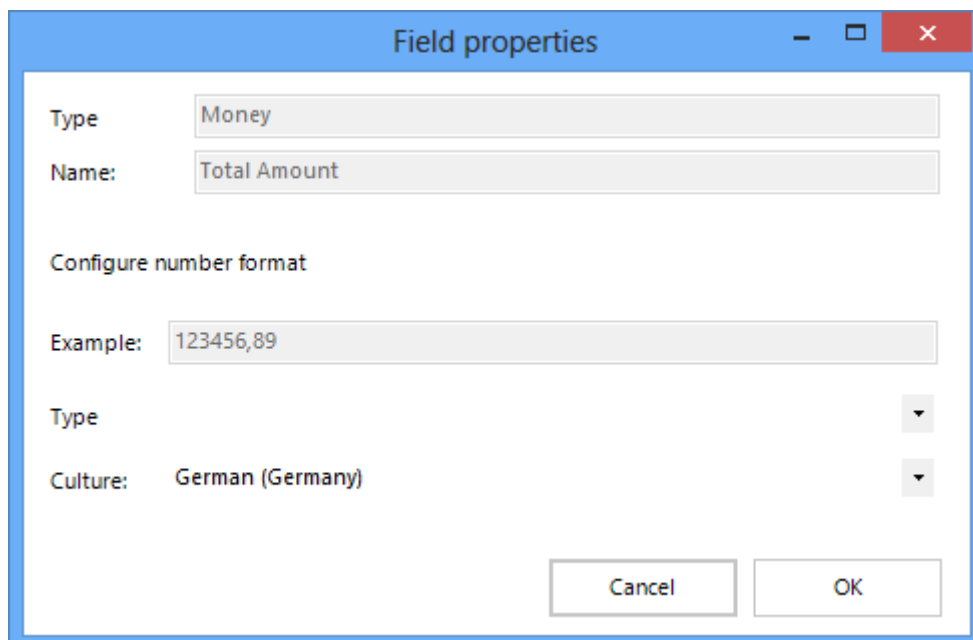 Field properties
Type Money
Name: Total Amount
Configure number format
Example: 123456,89
Type
Culture: German (Germany)
Cancel OK